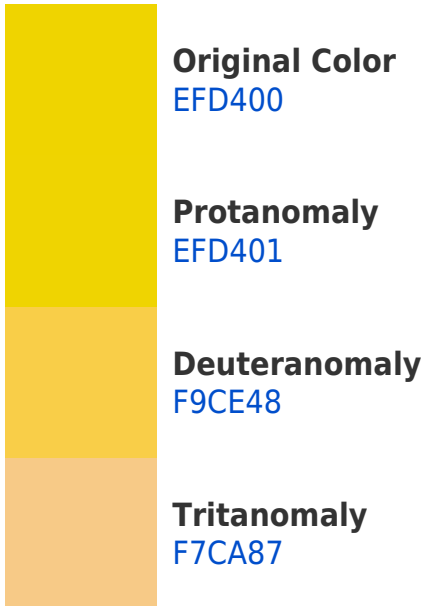 Original Color
EFD400
Protanomaly
EFD401
Deuteranomaly
F9CE48
Tritanomaly
F7CA87